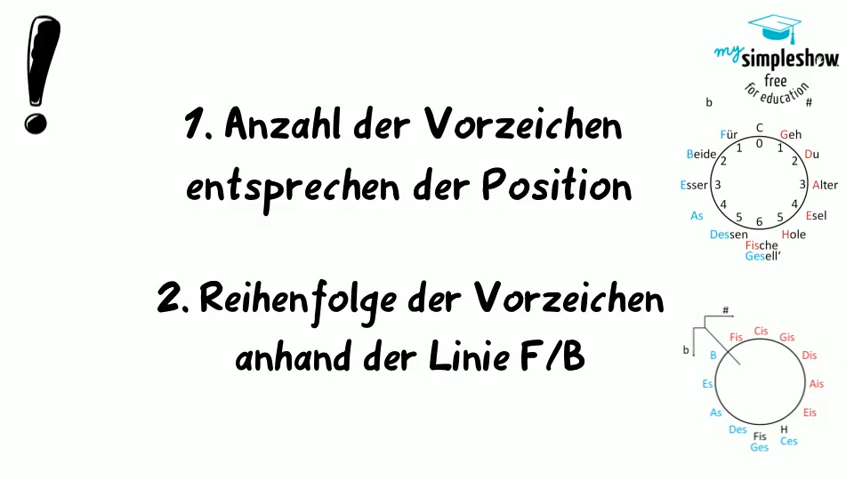 1. Anzahl der Vorzeichen
entsprechen der Position
2. Reihenfolge der Vorzeichen
anhand der Linie F/B
my simpleshow
free
for education
b #
C
Für Geh
0
1 1
Beide Du
2 2
Esser 3 3 Alter
4 4
As Esel
5 6 5
Dessen Hole
Fische
Gesell'
#
b
Fis Cis Gis
B Dis
Es Ais
As Eis
Des Fis H
Ges Ces